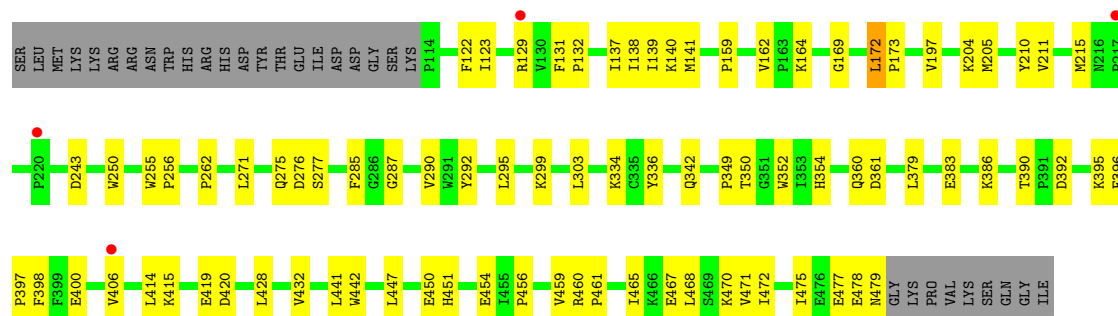 SER LEU MET LYS LYS ARG ARG ASN TRP HIS ARG HIS ASP TYR THR GLU ILE ASP ASP GLY SER LYS P114 F122 I123 R129 V130 F131 P132 I137 I138 I139 K140 M141 P159 V162 P163 K164 G169 L172 P173 V197 K204 M205 Y210 V211 M215 N216 P217
P220 D243 W250 W255 P256 P262 L271 Q275 D276 S277 F285 G286 G287 V290 W291 Y292 L295 K299 L303 K334 C335 Y336 Q342 P349 T350 G351 W352 I353 H354 Q360 D361 L379 E383 K386 T390 P391 D392 K395 E396
P397 F398 F399 E400 V406 L414 K415 E419 D420 L428 V432 L441 W442 L447 E450 H451 E454 I455 P456 V459 R460 P461 I465 K466 E467 L468 S469 K470 V471 I472 I475 E476 E477 E478 N479 GLY LYS PRO VAL LYS SER GLN GLY ILE